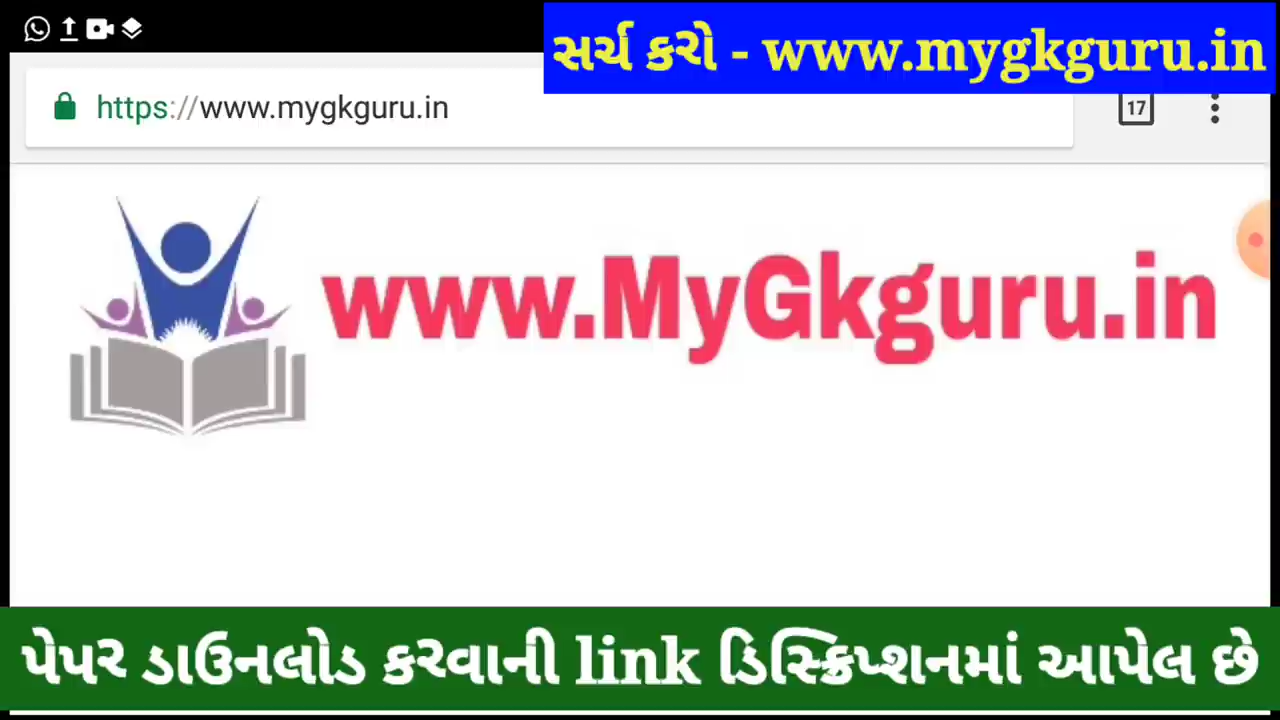 સર્ચ કરો - www.mygkguru.in
https://www.mygkguru.in
17
www.MyGkguru.in
પેપર ડાઉનલોડ કરવાની link ડિસ્ક્રિપ્શનમાં આપેલ છે